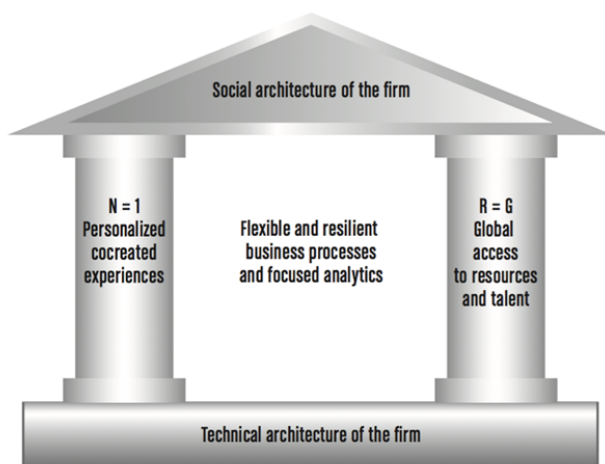 Social architecture of the firm
N = 1
Personalized
cocreated
experiences
Flexible and resilient
business processes
and focused analytics
R = G
Global
access
to resources
and talent
Technical architecture of the firm